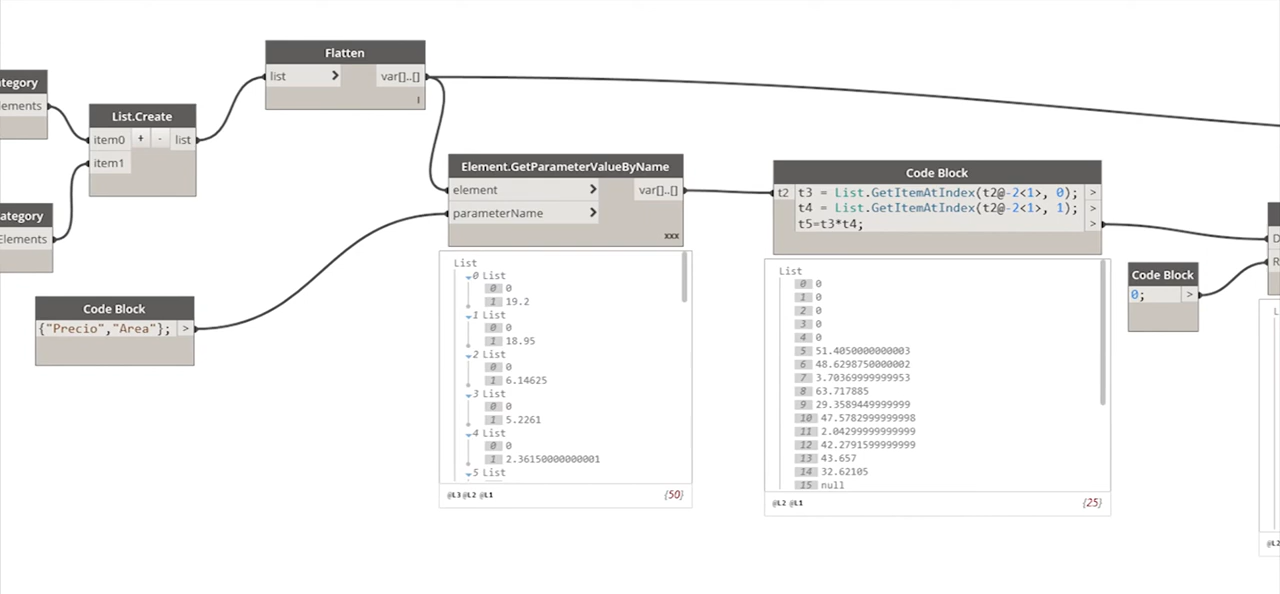 Flatten
list > var[]..[]
l
ategory
lements
List.Create
item0 + - list
item1
ategory
Elements
Element.GetParameterValueByName
element > var[]..[]
parameterName >
xxx
Code Block
{"Precio","Area"}; >
List
0 List
0 0
1 19.2
1 List
0 0
1 18.95
2 List
0 0
1 6.14625
3 List
0 0
1 5.2261
4 List
0 0
1 2.36150000000001
5 List
@L3 @L2 @L1 {50}
Code Block
t2 t3 = List.GetItemAtIndex(t2@-2<1>, 0); >
t4 = List.GetItemAtIndex(t2@-2<1>, 1); >
t5=t3*t4; >
List
0 0
1 0
2 0
3 0
4 0
5 51.4050000000003
6 48.6298750000002
7 3.70369999999953
8 63.717885
9 29.3589449999999
10 47.5782999999998
11 2.04299999999999
12 42.2791599999999
13 43.657
14 32.62105
15 null
@L2 @L1 {25}
Code Block
0; >
D
R
L
@L2